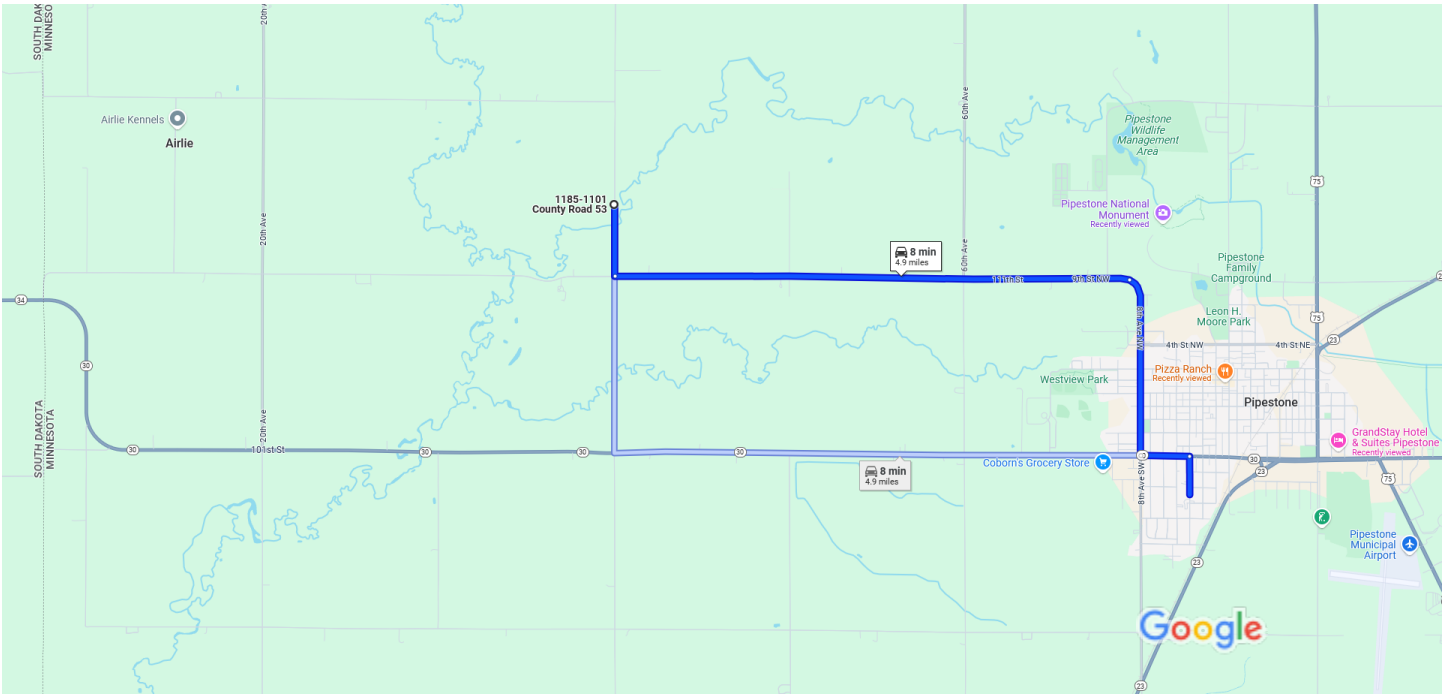 SOUTH DAK
MINNESO
20th A
Airlie Kennels
Airlie
20th Ave
1185-1101
County Road 53
60th Ave
60th Ave
Pipestone
Wildlife
Management
Area
75
Pipestone National
Monument
Recently viewed
8 min
4.9 miles
111th St
9th St NW
Pipestone
Family
Campground
34
30
Leon H.
Moore Park
75
23
8th Ave NW
4th St NW
4th St NE
Pizza Ranch
Recently viewed
Westview Park
Pipestone
SOUTH DAKOTA
MINNESOTA
20th Ave
30
101st St
30
30
30
8 min
4.9 miles
Coborn's Grocery Store
30
23
GrandStay Hotel
& Suites Pipestone
Recently viewed
75
8th Ave SW
Pipestone
Municipal
Airport
23
Google
23